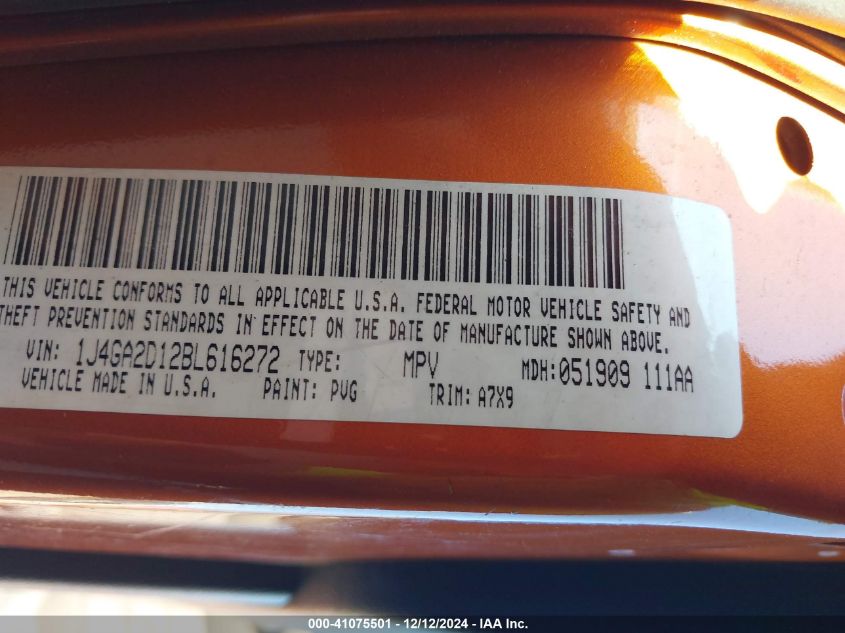 THIS VEHICLE CONFORMS TO ALL APPLICABLE U.S.A. FEDERAL MOTOR VEHICLE SAFETY AND
THEFT PREVENTION STANDARDS IN EFFECT ON THE DATE OF MANUFACTURE SHOWN ABOVE.
VIN: 1J4GA2D12BL616272 TYPE: MPV MDH:051909 111AA
VEHICLE MADE IN U.S.A. PAINT: PVG TRIM: A7X9
000-41075501 - 12/12/2024 - IAA Inc.